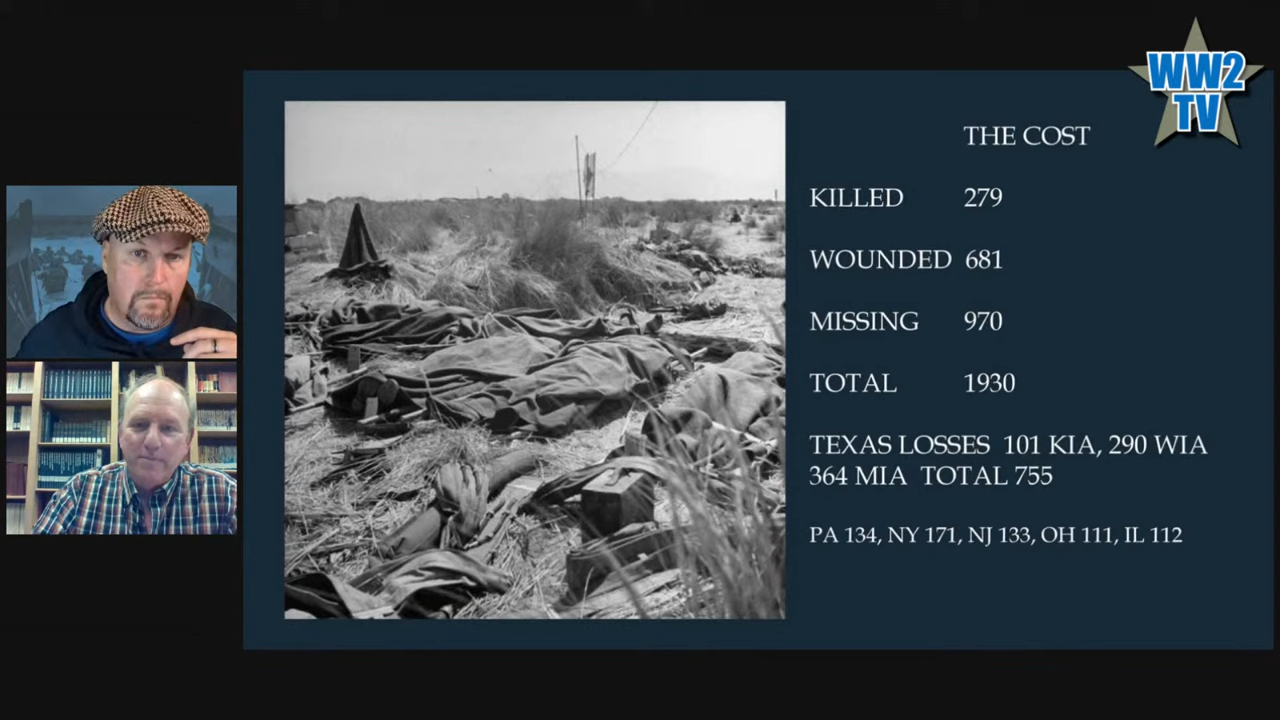 WW2
TV
THE COST
KILLED 279
WOUNDED 681
MISSING 970
TOTAL 1930
TEXAS LOSSES 101 KIA, 290 WIA
364 MIA TOTAL 755
PA 134, NY 171, NJ 133, OH 111, IL 112